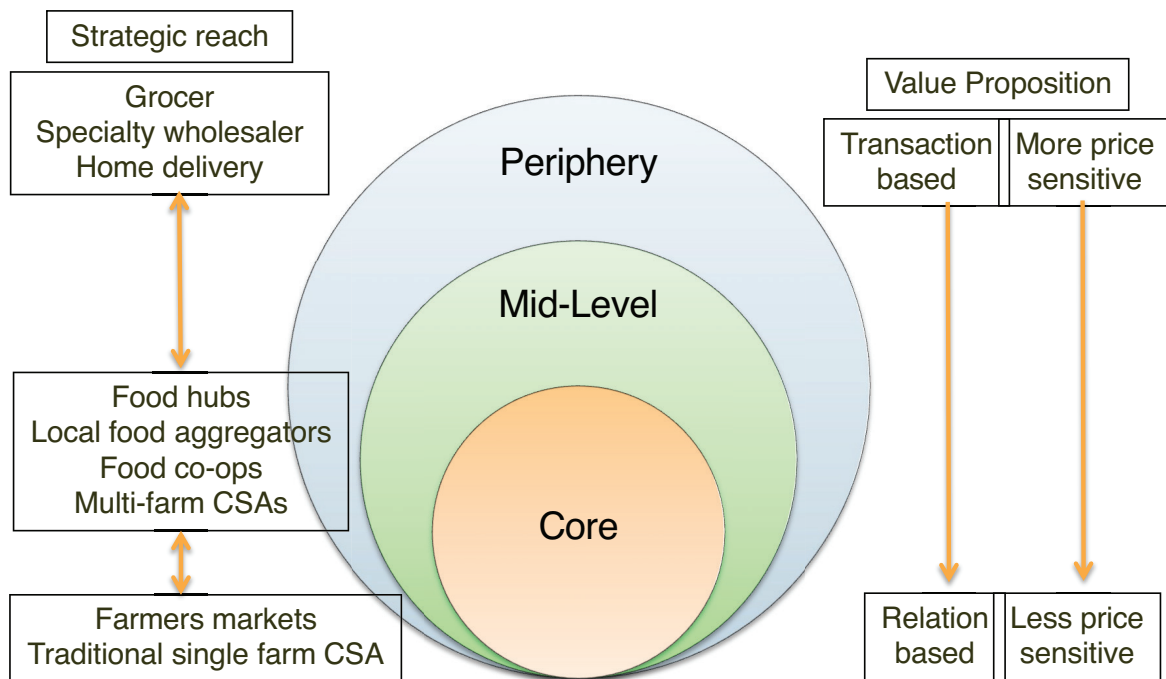 Strategic reach
Grocer
Specialty wholesaler
Home delivery
Food hubs
Local food aggregators
Food co-ops
Multi-farm CSAs
Farmers markets
Traditional single farm CSA
Periphery
Mid-Level
Core
Value Proposition
Transaction
based
More price
sensitive
Relation
based
Less price
sensitive